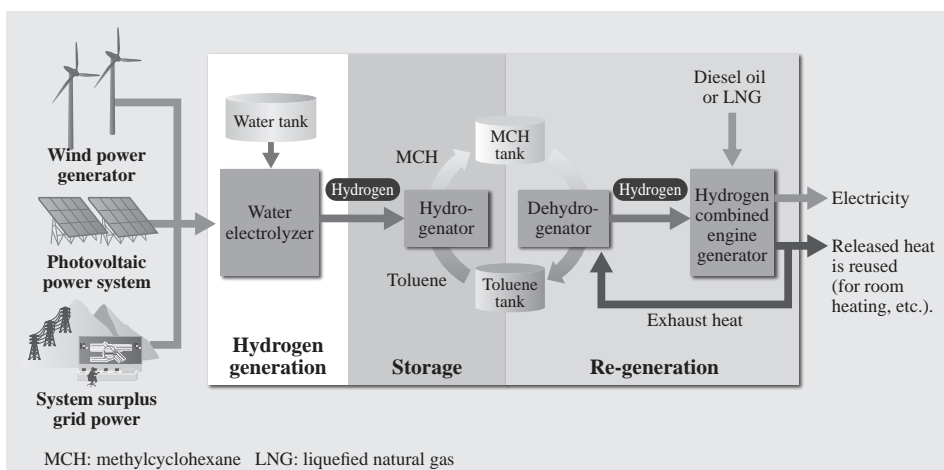 Wind power
generator
Photovoltaic
power system
System surplus
grid power
Water tank
Water
electrolyzer
Hydrogen
generation
Hydrogen
MCH
Hydro-
genator
Toluene
Storage
MCH
tank
Toluene
tank
Dehydro-
genator
Hydrogen
Diesel oil
or LNG
Hydrogen
combined
engine
generator
Exhaust heat
Re-generation
Electricity
Released heat
is reused
(for room
heating, etc.).
MCH: methylcyclohexane LNG: liquefied natural gas